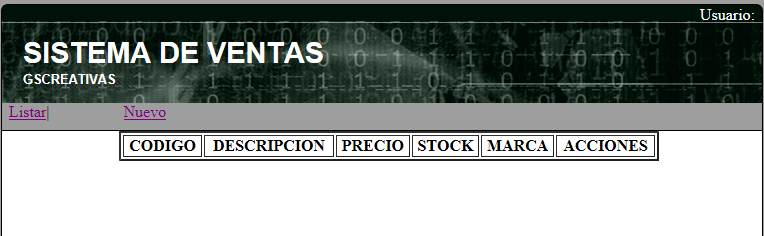 Usuario:
SISTEMA DE VENTAS
GSCREATIVAS
Listar| Nuevo
CODIGO DESCRIPCION PRECIO STOCK MARCA ACCIONES